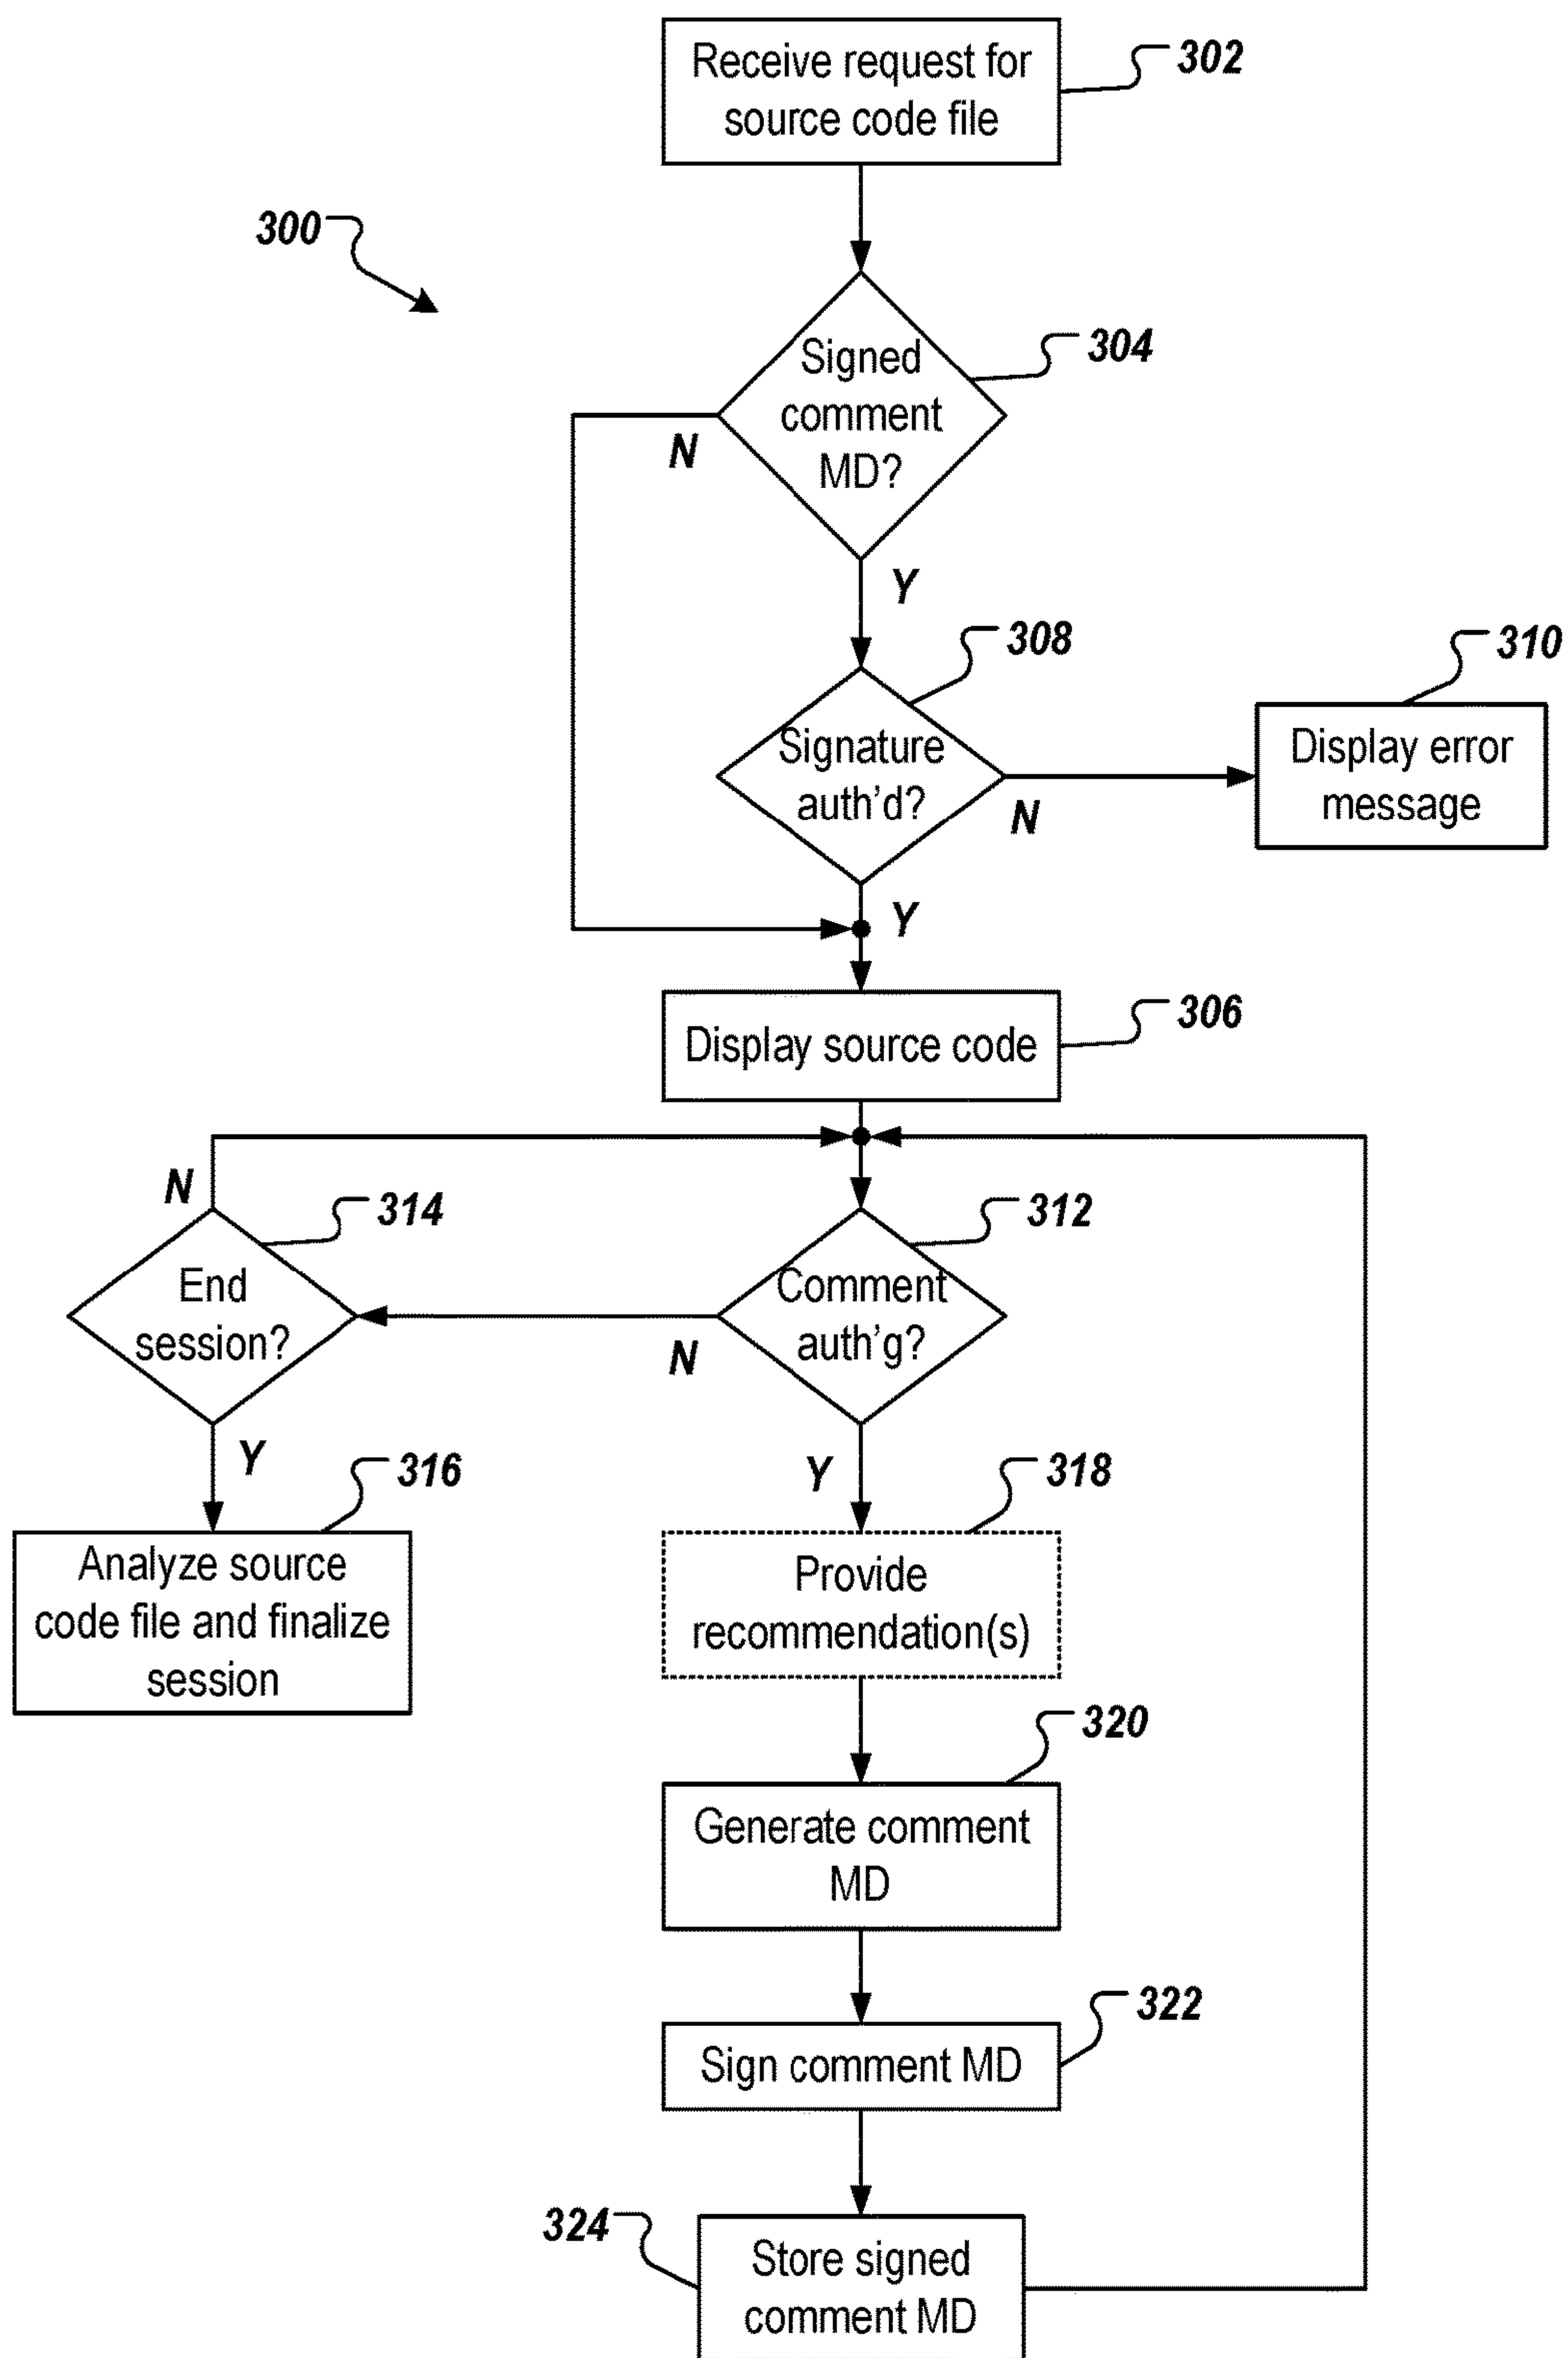 Receive request for
source code file
302
300
Signed
comment
MD?
304
N
Y
308
310
Signature
auth'd?
N
Display error
message
Y
306
Display source code
N
314
312
End
session?
Comment
auth'g?
N
Y
316
Y
318
Analyze source
code file and finalize
session
Provide
recommendation(s)
320
Generate comment
MD
322
Sign comment MD
324
Store signed
comment MD